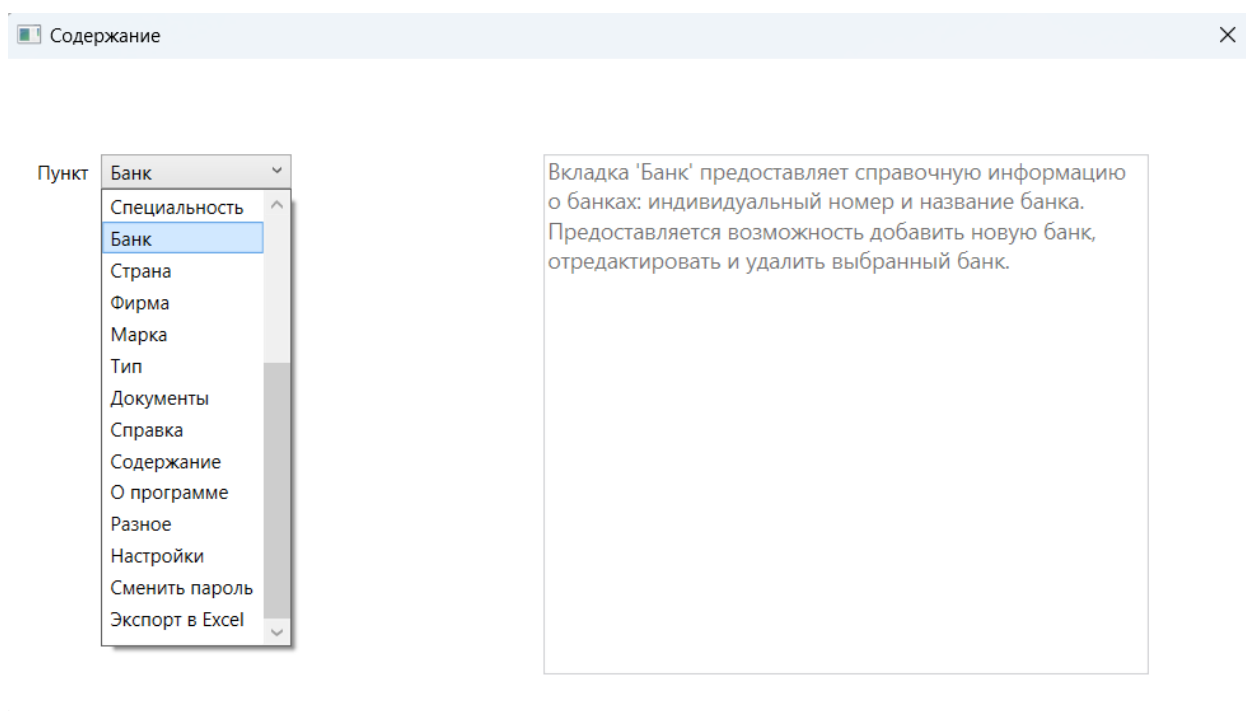 Содержание
Пункт Банк
Специальность
Банк
Страна
Фирма
Марка
Тип
Документы
Справка
Содержание
О программе
Разное
Настройки
Сменить пароль
Экспорт в Excel
Вкладка 'Банк' предоставляет справочную информацию
о банках: индивидуальный номер и название банка.
Предоставляется возможность добавить новую банк,
отредактировать и удалить выбранный банк.